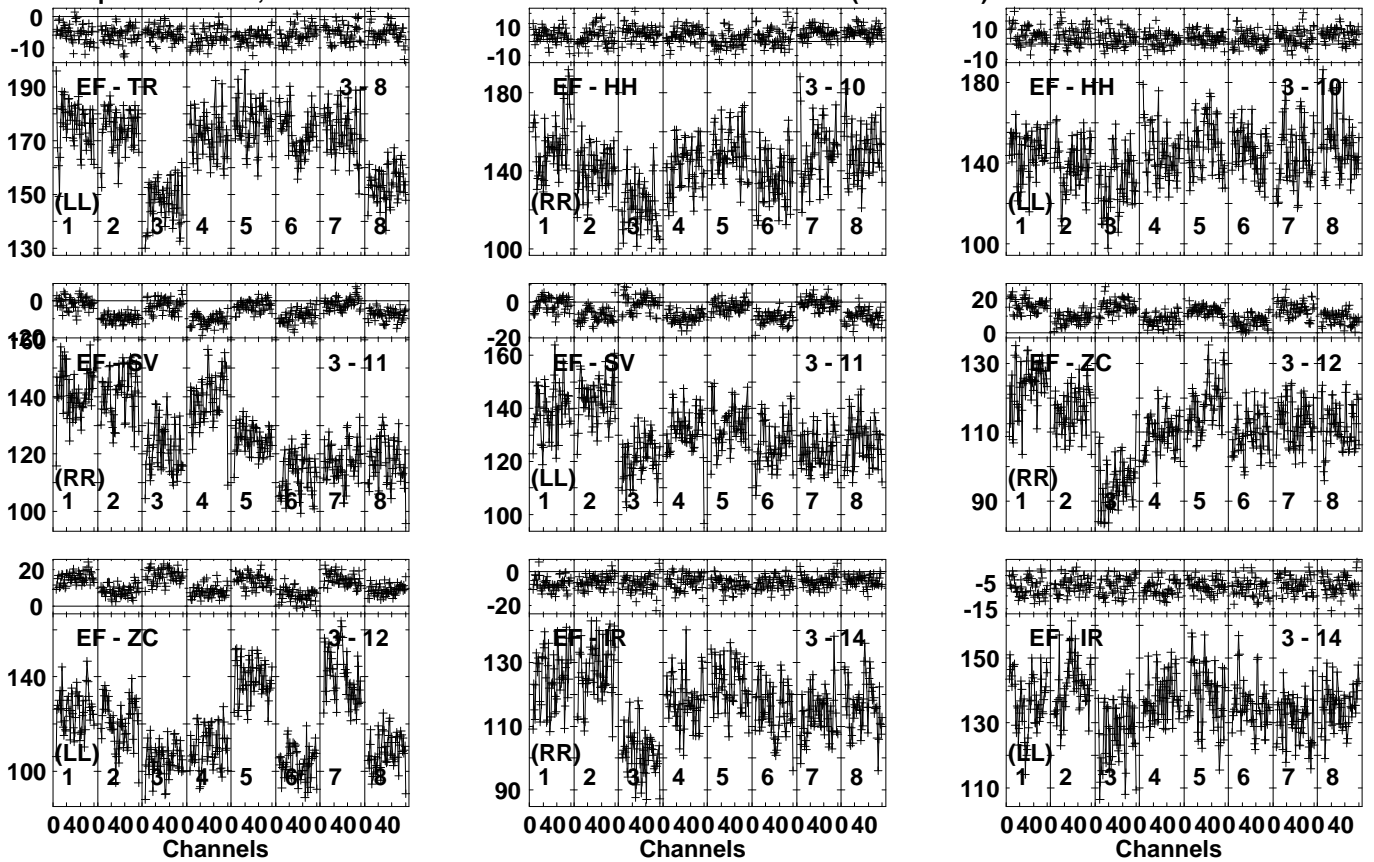 0 10 10
-10 -10 -10
EF - TR 3 - 8 EF - HH 3 - 10 EF - HH 3 - 10
190 180 180
170
150 140 140
(LL) (RR) (LL)
1 2 3 4 5 6 7 8 1 2 3 4 5 6 7 8 1 2 3 4 5 6 7 8
130 100 100
0 0 20
-20 -20 0
160 EF - SV 3 - 11 160 EF - SV 3 - 11 130 EF - ZC 3 - 12
140 140
120 120 110
(RR) (LL) (RR)
1 2 3 4 5 6 7 8 1 2 3 4 5 6 7 8 90 1 2 3 4 5 6 7 8
100 100
20 0 -5
0 -20 -15
EF - ZC 3 - 12 EF - IR 3 - 14 EF - IR 3 - 14
140 130 150
110 130
(LL) (RR) (LL)
100 1 2 3 4 5 6 7 8 1 2 3 4 5 6 7 8 1 2 3 4 5 6 7 8
90 110
0 40 0 40 0 40 0 40 0 40 0 40 0 40 0 40 0 40 0 40 0 40 0 40 0 40 0 40 0 40 0 40 0 40 0 40 0 40 0 40 0 40 0 40 0 40 0 40
Channels Channels Channels